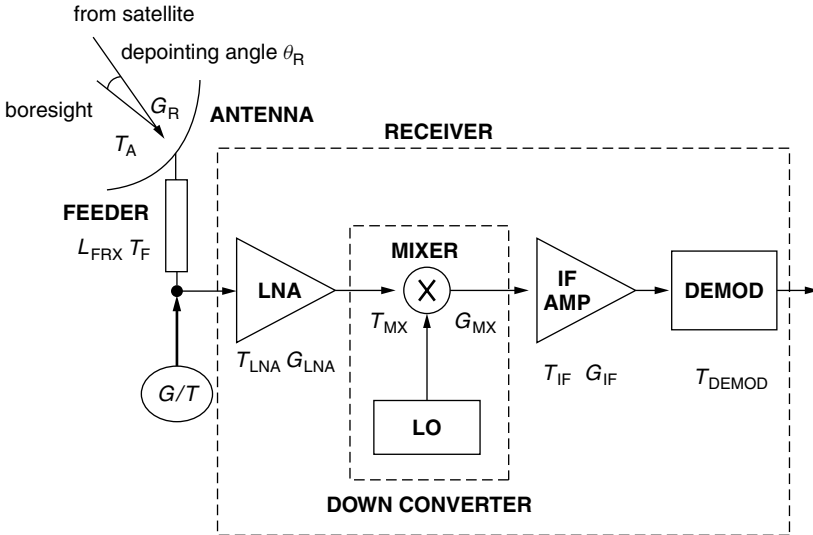 from satellite
depointing angle θR
boresight
GR
ANTENNA
TA
RECEIVER
FEEDER
LFRX TF
MIXER
LNA
X
IF
AMP
DEMOD
TMX
GMX
TLNA GLNA
TIF GIF
TDEMOD
G/T
LO
DOWN CONVERTER